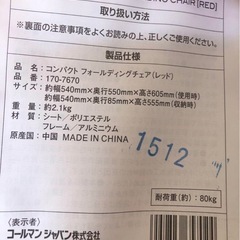 CHAIR [RED]
取り扱い方法
※裏面の注意事項をよくお読みの上、正しくご使用ください。
製品仕様
品名：コンパクト フォールディングチェア（レッド）
品番：170-7670
サイズ：約幅540mm×奥行550mm×高さ805mm（使用時）
約幅540mm×奥行85mm×高さ555mm（収納時）
重量：約2.1kg
材質：シート／ポリエステル
フレーム／アルミニウム
原産国：中国 MADE IN CHINA
1512
耐荷重（約）：80kg
〈表示者〉
コールマン ジャパン株式会社